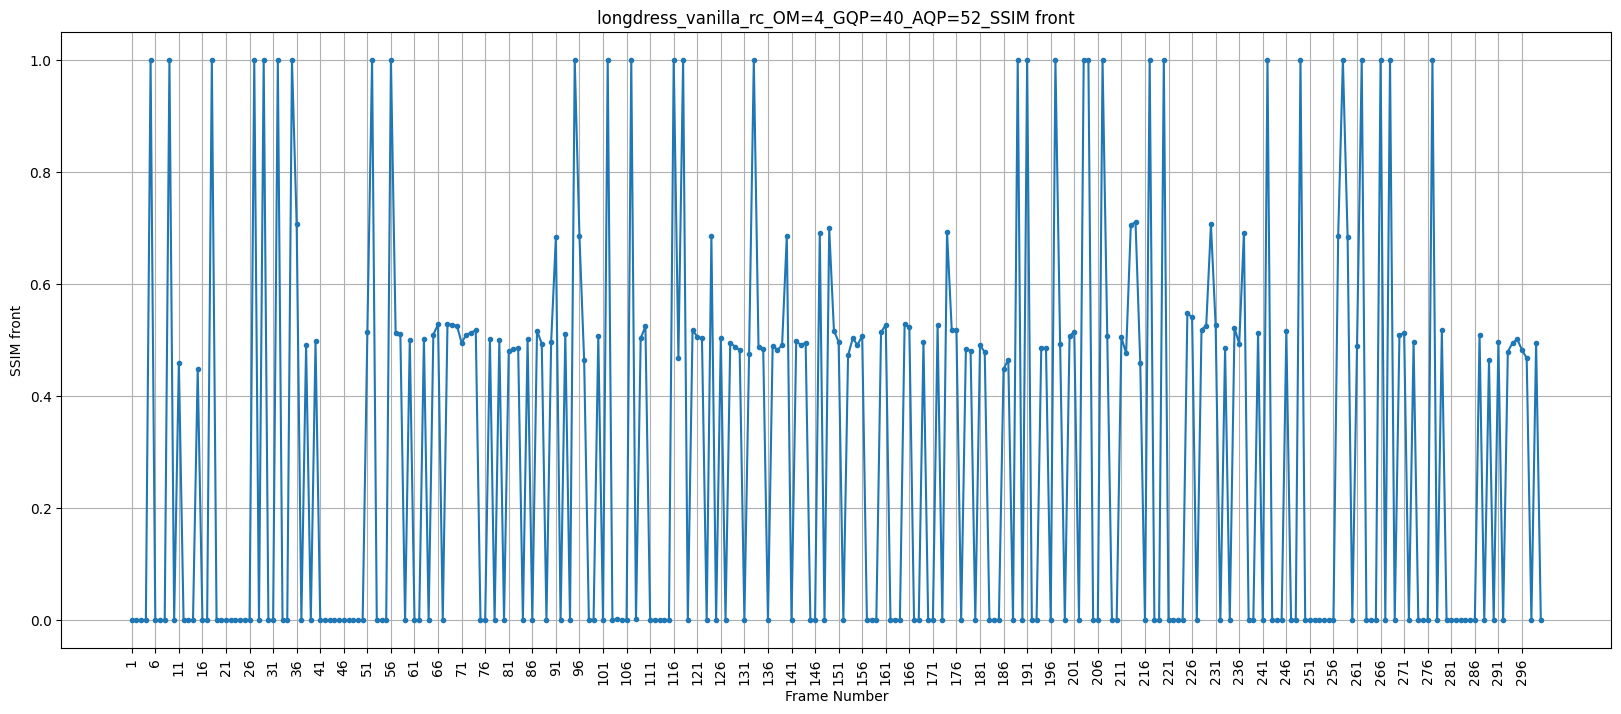 longdress_vanilla_rc_OM=4_GQP=40_AQP=52_SSIM front
SSIM front
1.0
0.8
0.6
0.4
0.2
0.0
1 6 11 16 21 26 31 36 41 46 51 56 61 66 71 76 81 86 91 96 101 106 111 116 121 126 131 136 141 146 151 156 161 166 171 176 181 186 191 196 201 206 211 216 221 226 231 236 241 246 251 256 261 266 271 276 281 286 291 296
Frame Number